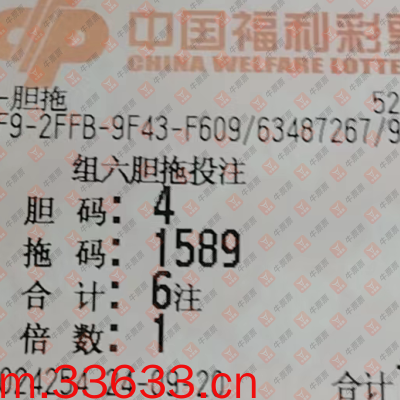 中国福利彩票
CHINA WELFARE LOTTE
-胆拖 52
F9-2FFB-9F43-F609/63487267/9
组六胆拖投注
胆 码: 4
拖 码: 1589
合 计: 6注
倍 数: 1
合计
m.33633.cn